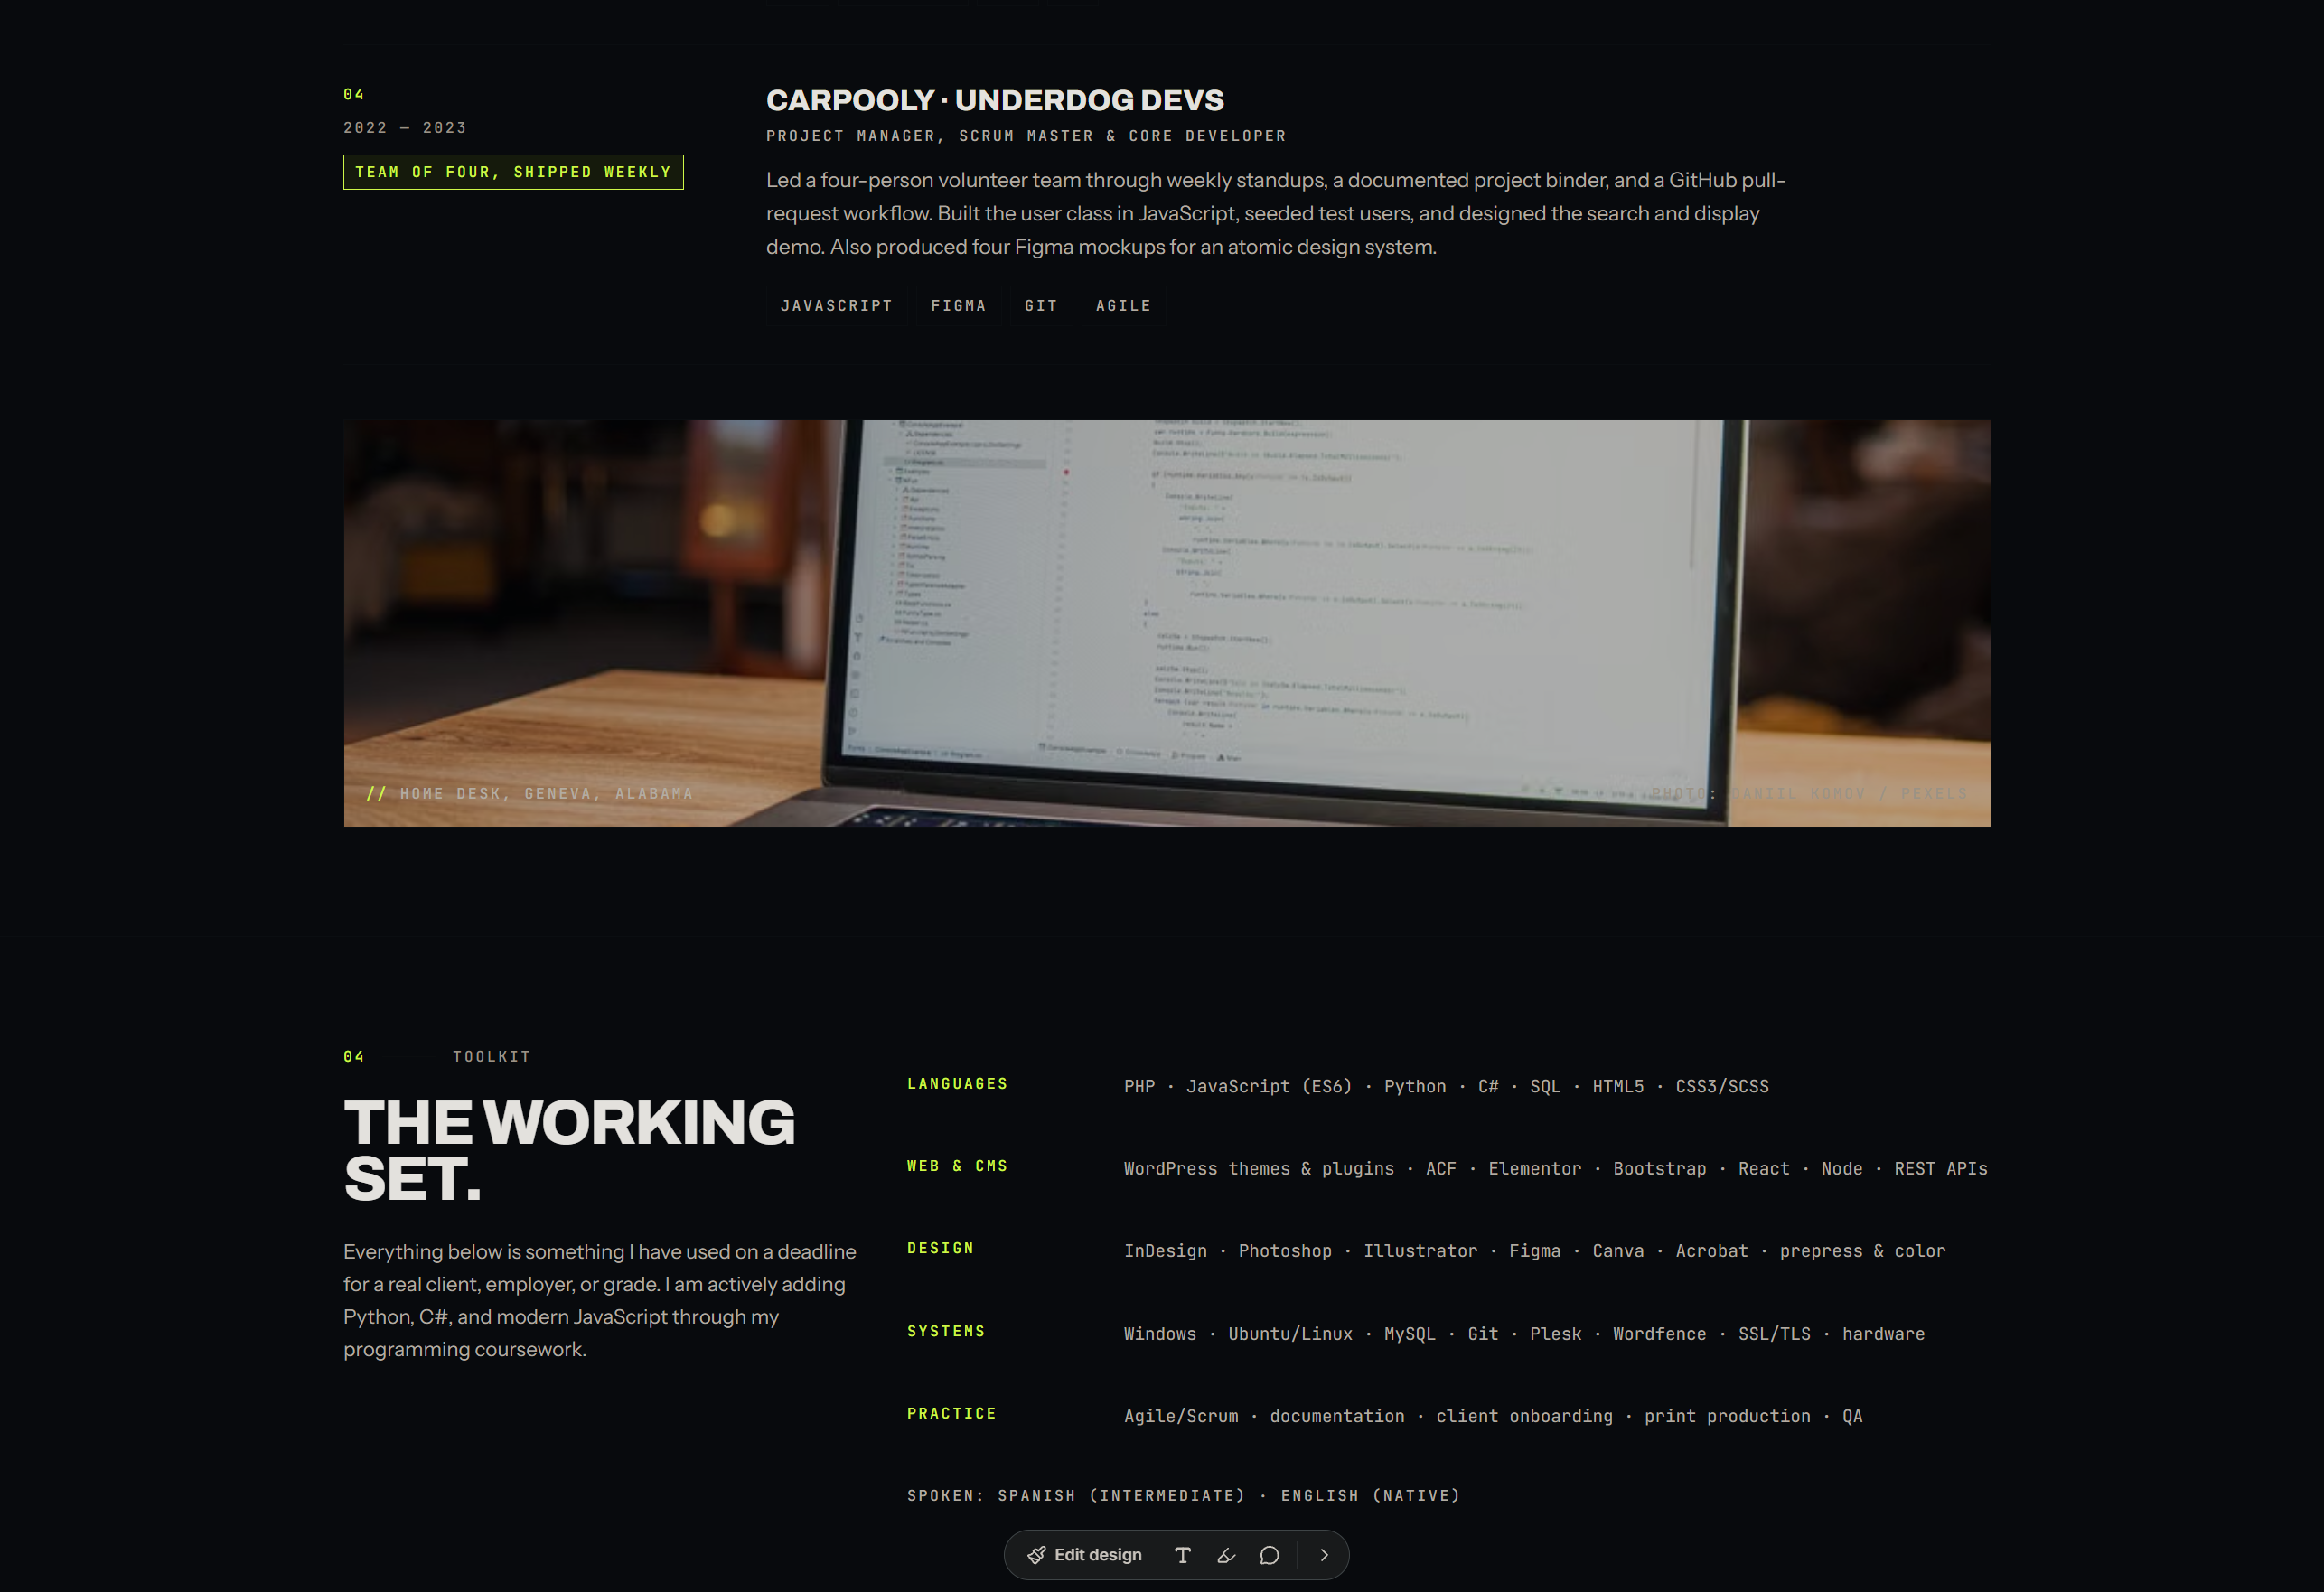 04
2022 — 2023
TEAM OF FOUR, SHIPPED WEEKLY
CARPOOLY · UNDERDOG DEVS
PROJECT MANAGER, SCRUM MASTER & CORE DEVELOPER
Led a four-person volunteer team through weekly standups, a documented project binder, and a GitHub pull-
request workflow. Built the user class in JavaScript, seeded test users, and designed the search and display
demo. Also produced four Figma mockups for an atomic design system.
JAVASCRIPT FIGMA GIT AGILE
// HOME DESK, GENEVA, ALABAMA
PHOTO: DANIIL KOMOV / PEXELS
04 TOOLKIT
THE WORKING
SET.
Everything below is something I have used on a deadline
for a real client, employer, or grade. I am actively adding
Python, C#, and modern JavaScript through my
programming coursework.
LANGUAGES PHP · JavaScript (ES6) · Python · C# · SQL · HTML5 · CSS3/SCSS
WEB & CMS WordPress themes & plugins · ACF · Elementor · Bootstrap · React · Node · REST APIs
DESIGN InDesign · Photoshop · Illustrator · Figma · Canva · Acrobat · prepress & color
SYSTEMS Windows · Ubuntu/Linux · MySQL · Git · Plesk · Wordfence · SSL/TLS · hardware
PRACTICE Agile/Scrum · documentation · client onboarding · print production · QA
SPOKEN: SPANISH (INTERMEDIATE) · ENGLISH (NATIVE)
Edit design